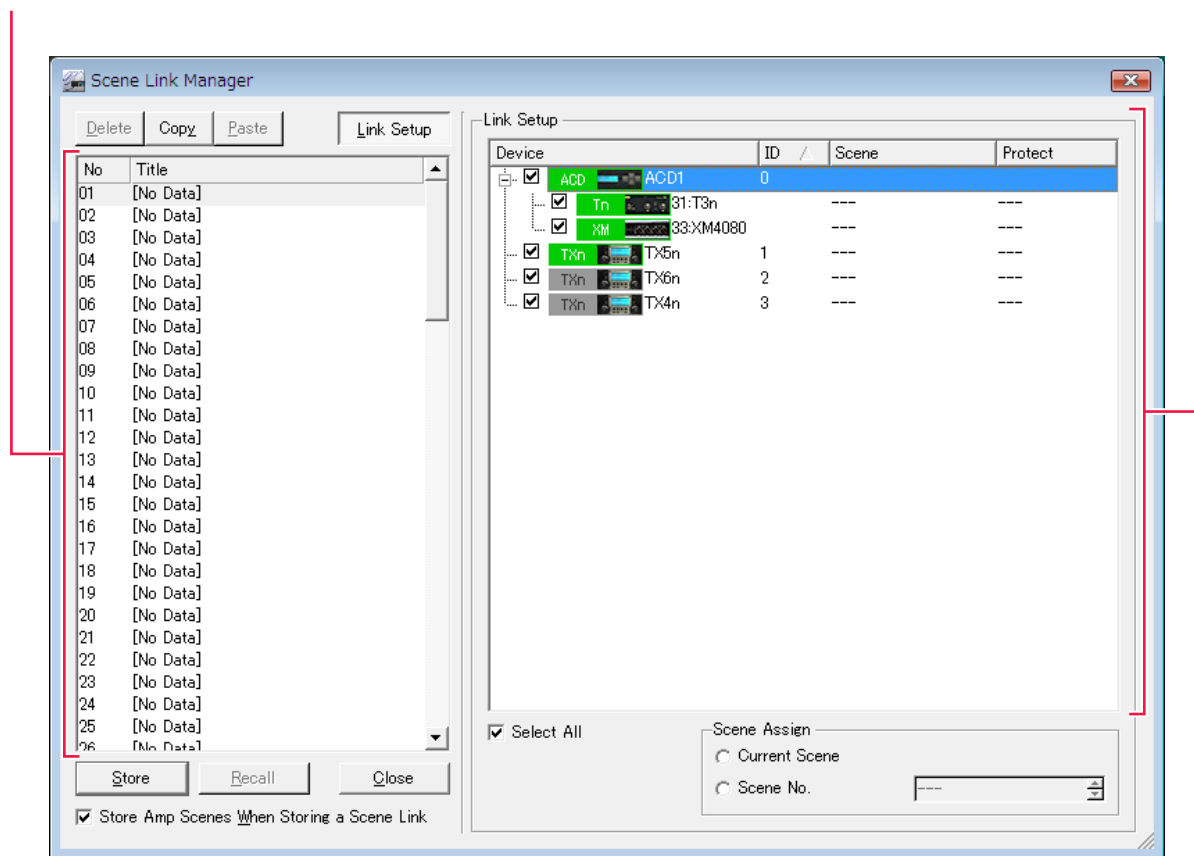 Scene Link Manager
Delete Copy Paste Link Setup
No Title
01 [No Data]
02 [No Data]
03 [No Data]
04 [No Data]
05 [No Data]
06 [No Data]
07 [No Data]
08 [No Data]
09 [No Data]
10 [No Data]
11 [No Data]
12 [No Data]
13 [No Data]
14 [No Data]
15 [No Data]
16 [No Data]
17 [No Data]
18 [No Data]
19 [No Data]
20 [No Data]
21 [No Data]
22 [No Data]
23 [No Data]
24 [No Data]
25 [No Data]
26 [No Data]
Store Recall Close
Store Amp Scenes When Storing a Scene Link
Link Setup
Device ID Scene Protect
ACD ACD1 0
Tn 31:T3n --- ---
XM 33:XM4080 --- ---
TXn TX5n 1 --- ---
TXn TX6n 2 --- ---
TXn TX4n 3 --- ---
Select All
Scene Assign
Current Scene
Scene No. ---